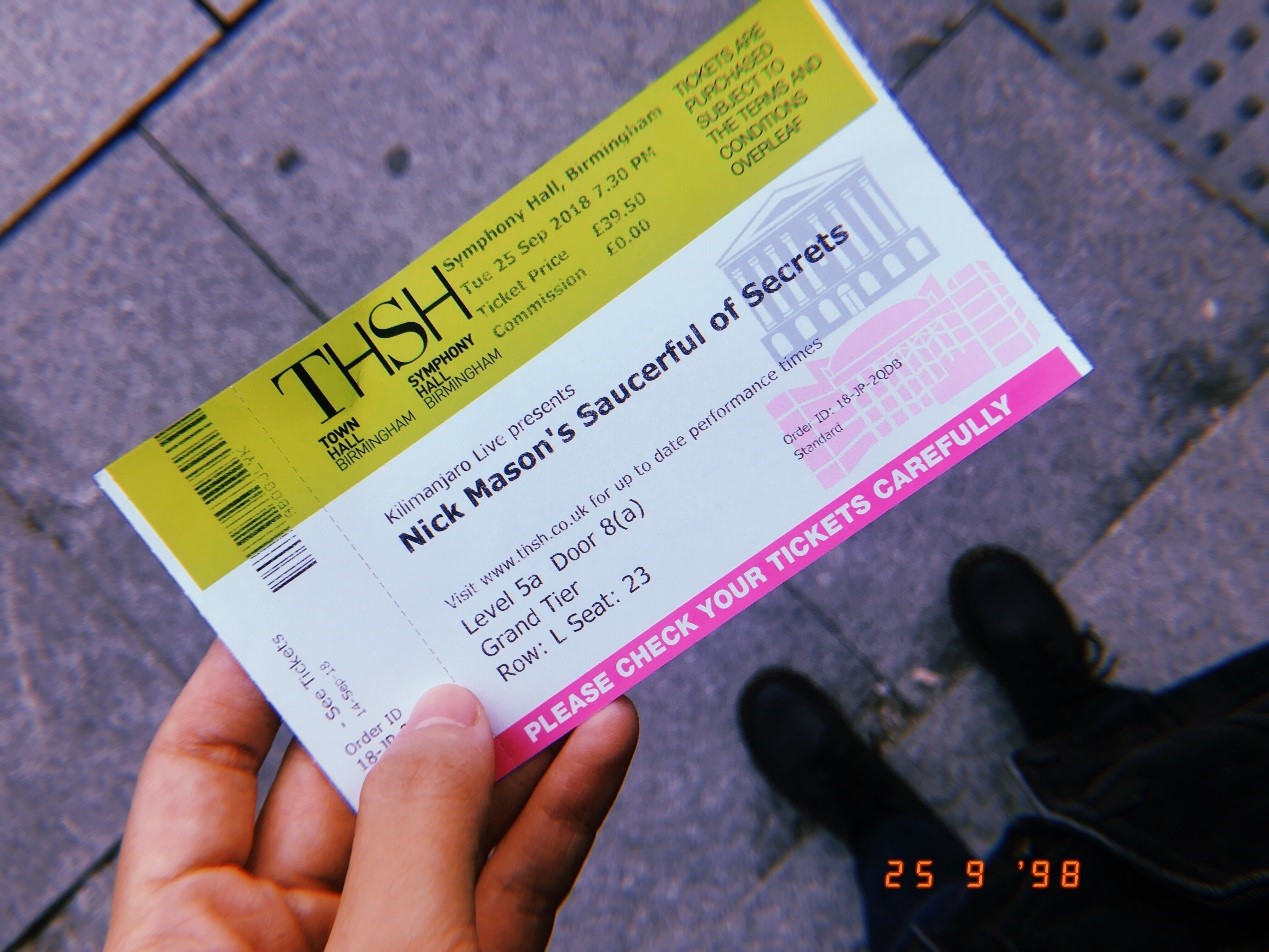 THSH
TOWN
HALL
BIRMINGHAM
SYMPHONY
HALL
BIRMINGHAM
Symphony Hall, Birmingham
Tue 25 Sep 2018 7.30 PM
Ticket Price £39.50
Commission £0.00
TICKETS ARE
PURCHASED
SUBJECT TO
THE TERMS AND
CONDITIONS
OVERLEAF
Kilimanjaro Live presents
Nick Mason's Saucerful of Secrets
Visit www.thsh.co.uk for up to date performance times
Level 5a Door 8(a)
Grand Tier
Row: L Seat: 23
Order ID: 18-JP-2QDB
Standard
PLEASE CHECK YOUR TICKETS CAREFULLY
- See Tickets
14-Sep-18
Order ID
25 9 '98